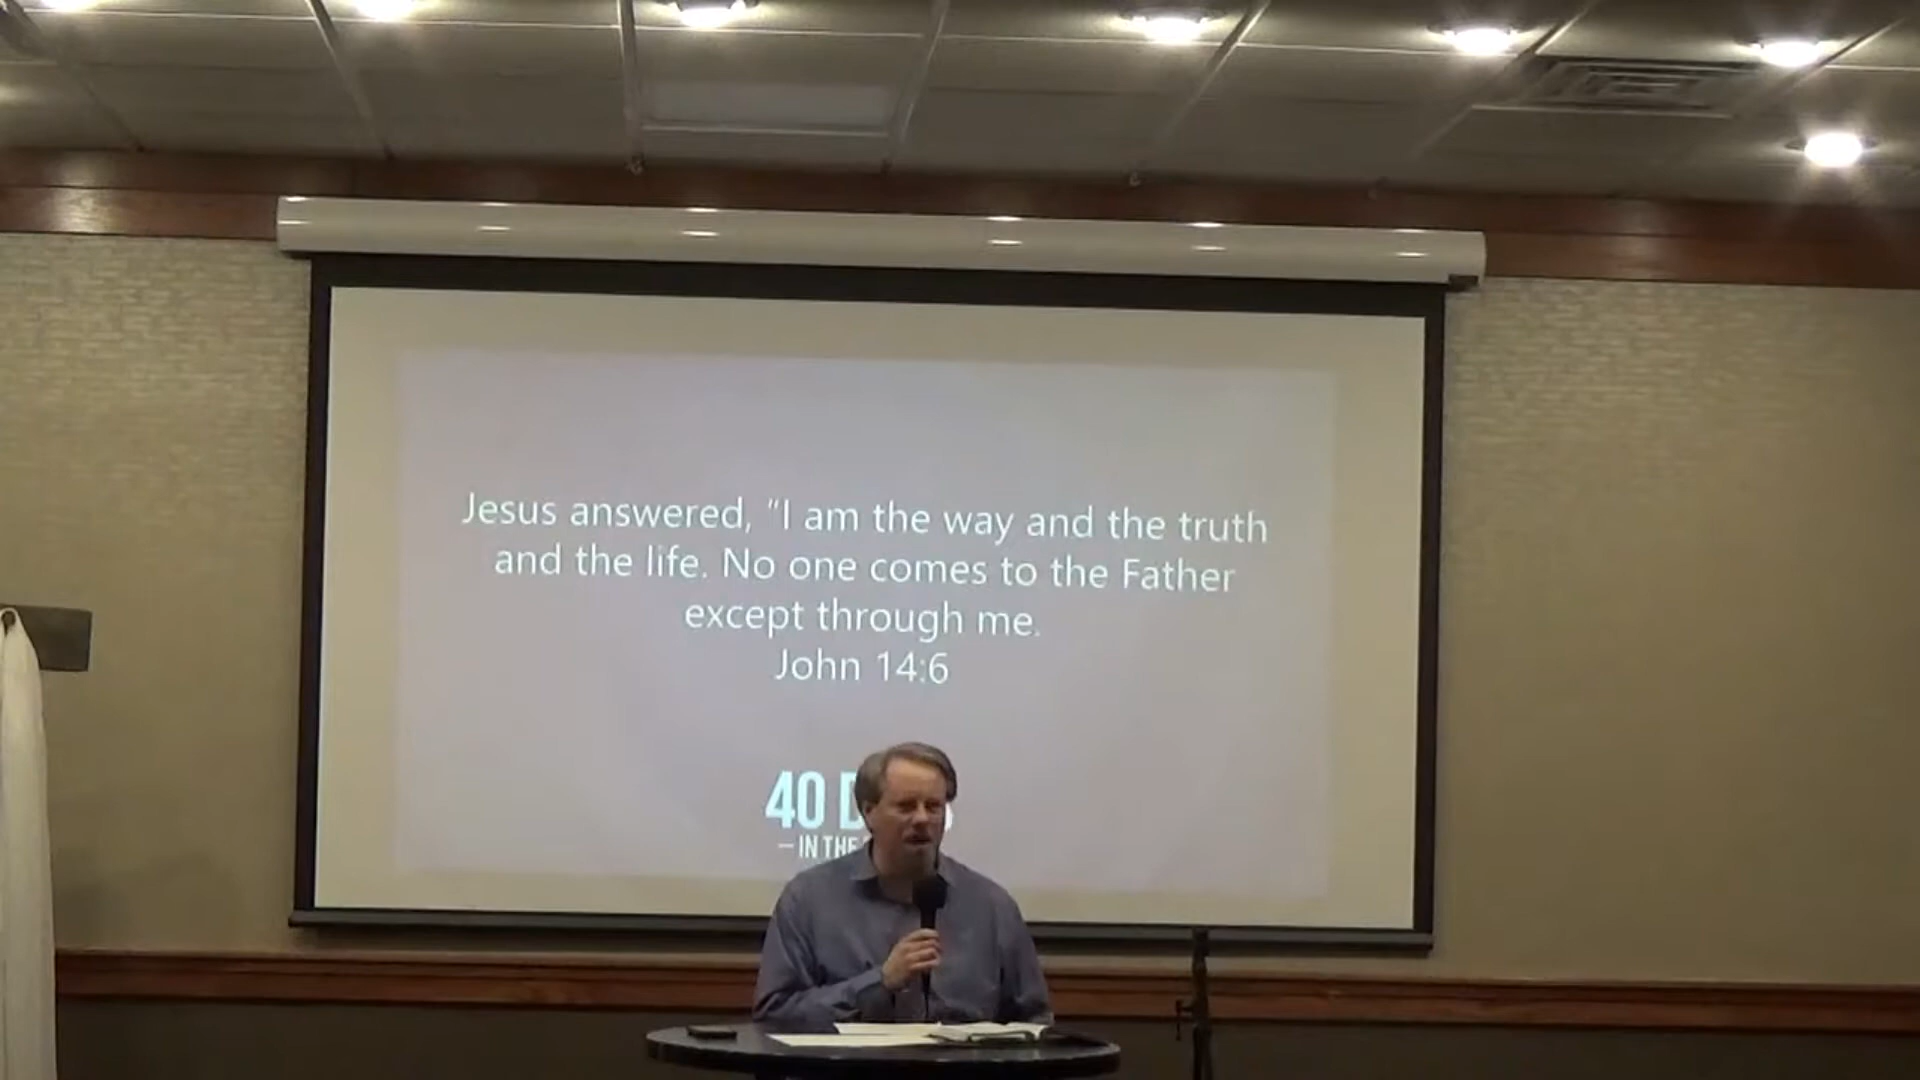 Jesus answered, "I am the way and the truth
and the life. No one comes to the Father
except through me.
John 14:6
40
— IN THE